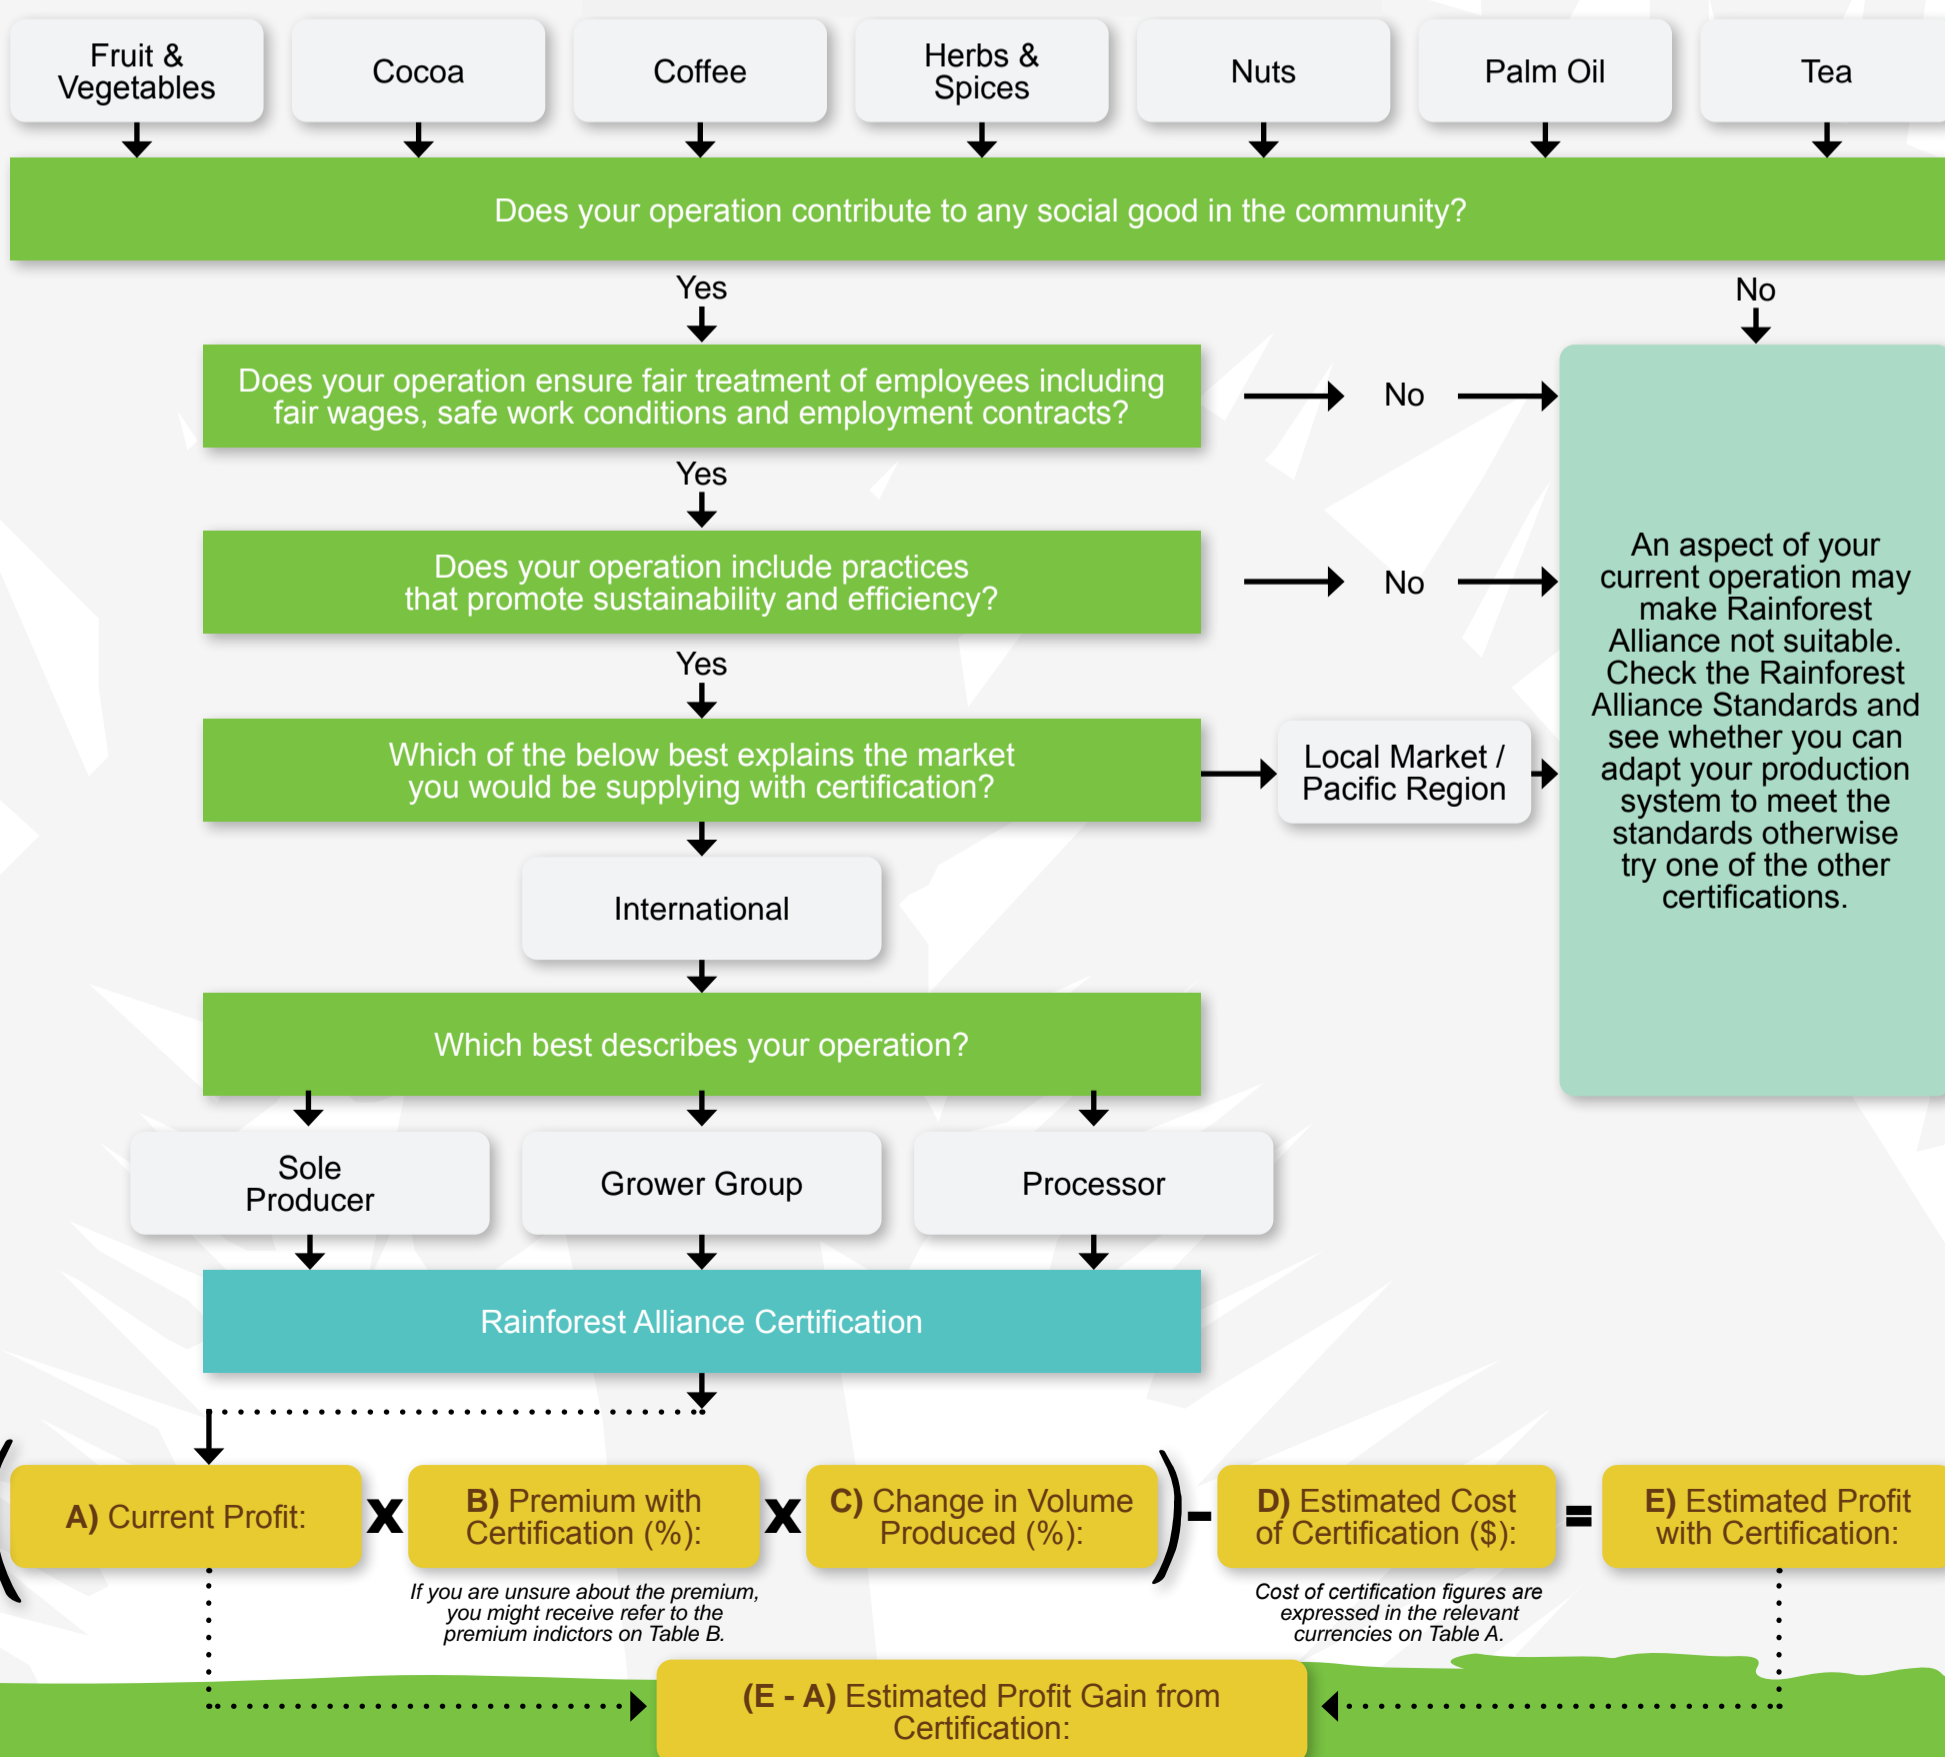 Fruit &
Vegetables
Cocoa
Coffee
Herbs &
Spices
Nuts
Palm Oil
Tea
Does your operation contribute to any social good in the community?
Yes
No
Does your operation ensure fair treatment of employees including
fair wages, safe work conditions and employment contracts?
No
Yes
Does your operation include practices
that promote sustainability and efficiency?
No
Yes
Which of the below best explains the market
you would be supplying with certification?
Local Market /
Pacific Region
An aspect of your
current operation may
make Rainforest
Alliance not suitable.
Check the Rainforest
Alliance Standards and
see whether you can
adapt your production
system to meet the
standards otherwise
try one of the other
certifications.
International
Which best describes your operation?
Sole
Producer
Grower Group
Processor
Rainforest Alliance Certification
(
A) Current Profit:
x
B) Premium with
Certification (%):
x
C) Change in Volume
Produced (%):
)
-
D) Estimated Cost
of Certification ($):
=
E) Estimated Profit
with Certification:
If you are unsure about the premium,
you might receive refer to the
premium indictors on Table B.
Cost of certification figures are
expressed in the relevant
currencies on Table A.
(E - A) Estimated Profit Gain from
Certification: